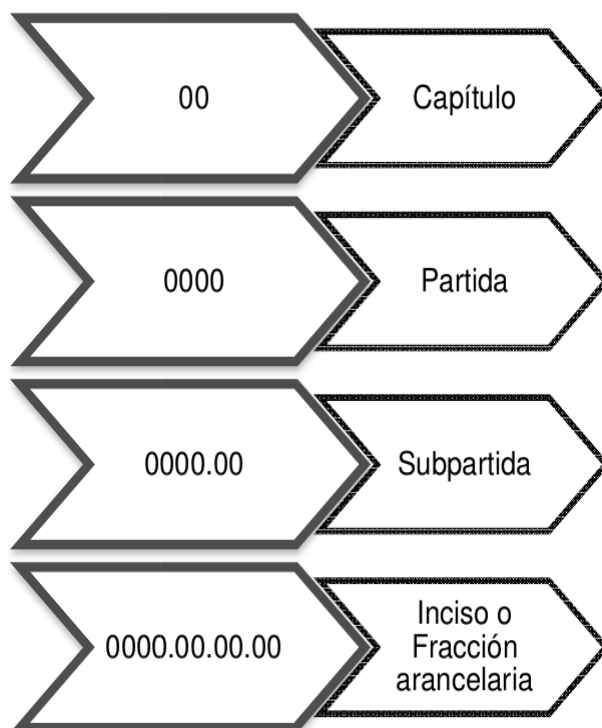 00
Capítulo
0000
Partida
0000.00
Subpartida
0000.00.00.00
Inciso o
Fracción
arancelaria